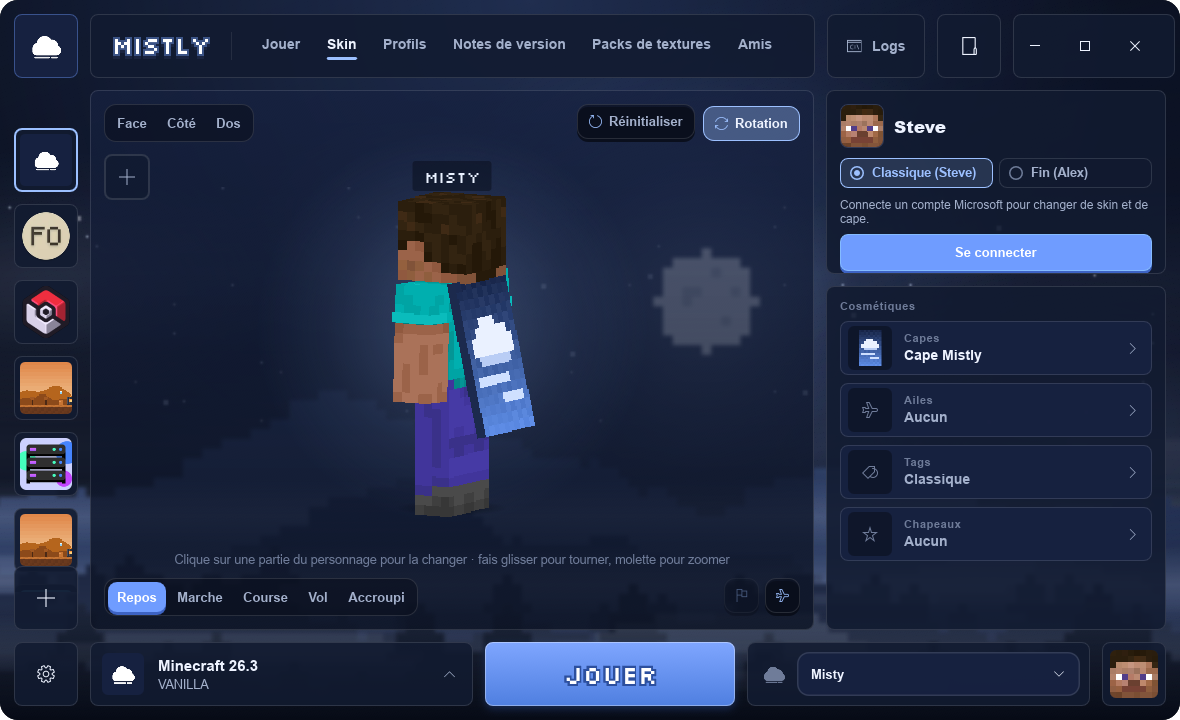 MISTLY
Jouer
Skin
Profils
Notes de version
Packs de textures
Amis
Logs
Face
Côté
Dos
Réinitialiser
Rotation
MISTY
Steve
Classique (Steve)
Fin (Alex)
Connecte un compte Microsoft pour changer de skin et de
cape.
Se connecter
Cosmétiques
Capes
Cape Mistly
Ailes
Aucun
Tags
Classique
Chapeaux
Aucun
FO
Clique sur une partie du personnage pour la changer · fais glisser pour tourner, molette pour zoomer
Repos
Marche
Course
Vol
Accroupi
Minecraft 26.3
VANILLA
JOUER
Misty